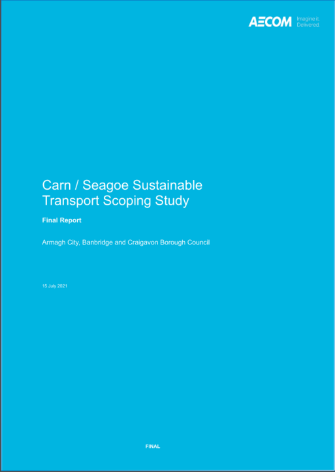 AECOM Imagine it.
Delivered.
Carn / Seagoe Sustainable
Transport Scoping Study
Final Report
Armagh City, Banbridge and Craigavon Borough Council
July 2021
FINAL